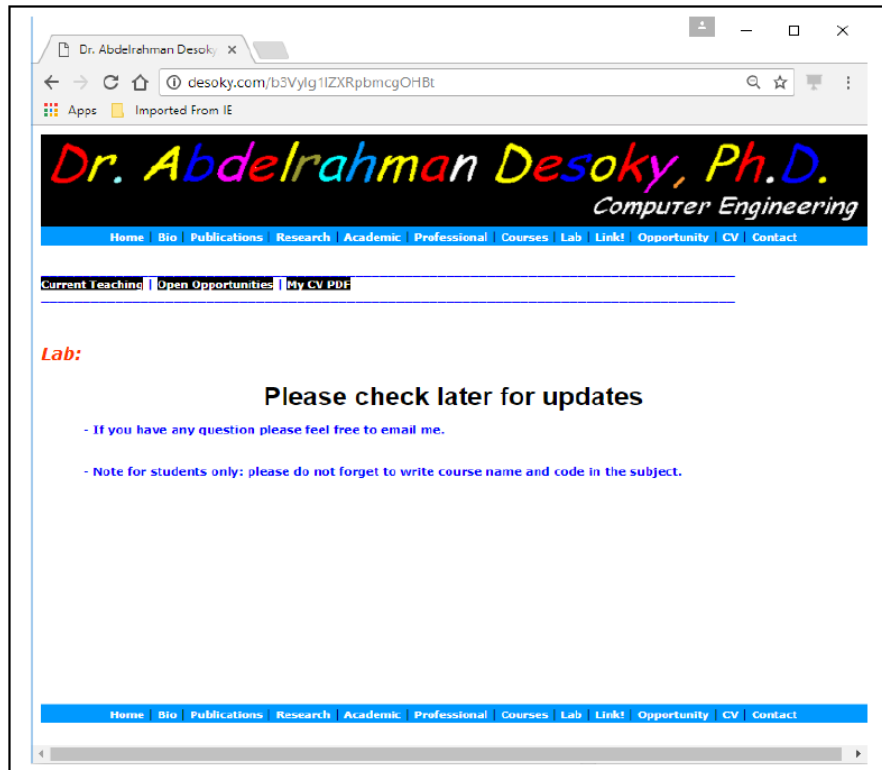 Dr. Abdelrahman Desoky
desoky.com/b3Vylg1lZXRpbmcgOHBt
Apps Imported From IE
Dr. Abdelrahman Desoky, Ph.D.
Computer Engineering
Home | Bio | Publications | Research | Academic | Professional | Courses | Lab | Link! | Opportunity | CV | Contact
Current Teaching | Open Opportunities | My CV PDF
Lab:
Please check later for updates
- If you have any question please feel free to email me.
- Note for students only: please do not forget to write course name and code in the subject.
Home | Bio | Publications | Research | Academic | Professional | Courses | Lab | Link! | Opportunity | CV | Contact